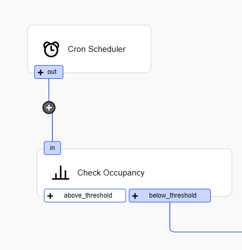 Cron Scheduler
out
in
Check Occupancy
above_threshold below_threshold